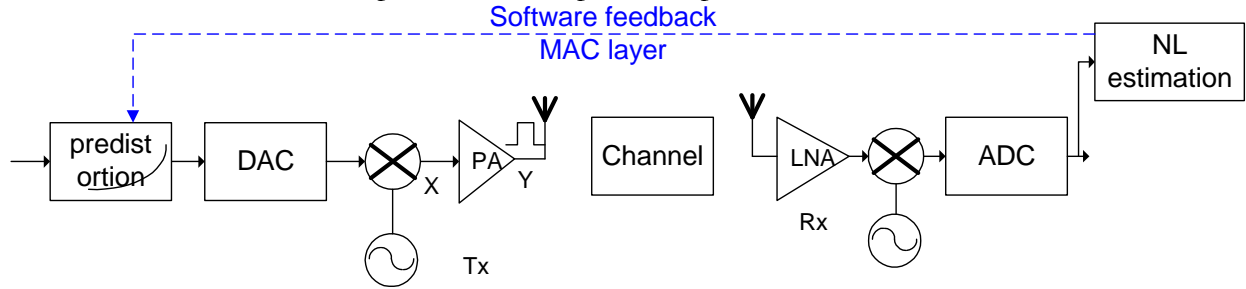 Software feedback
MAC layer
NL
estimation
predist
ortion
DAC
X
PA
Y
Channel
LNA
Rx
ADC
Tx